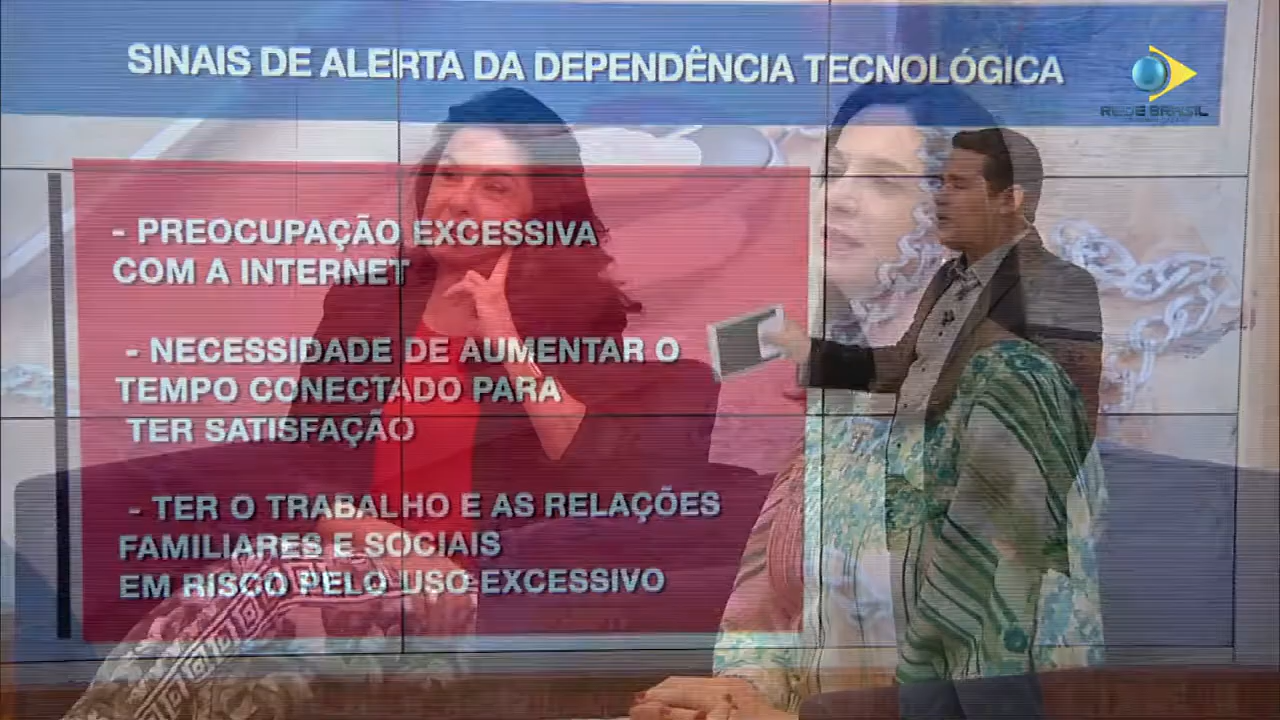 SINAIS DE ALERTA DA DEPENDÊNCIA TECNOLÓGICA
REDE BRASIL
- PREOCUPAÇÃO EXCESSIVA
COM A INTERNET
- NECESSIDADE DE AUMENTAR O
TEMPO CONECTADO PARA
TER SATISFAÇÃO
- TER O TRABALHO E AS RELAÇÕES
FAMILIARES E SOCIAIS
EM RISCO PELO USO EXCESSIVO